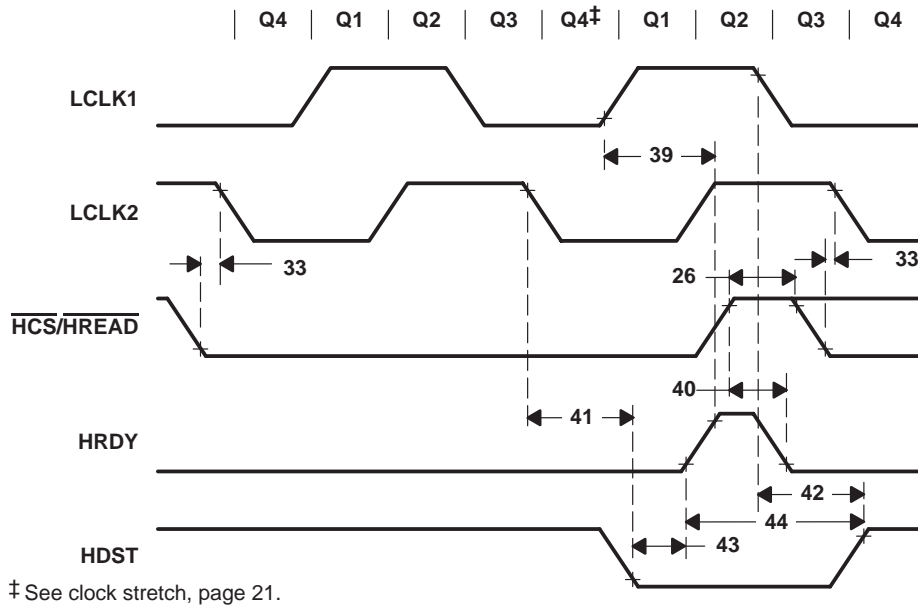 Q4 Q1 Q2 Q3 Q4‡ Q1 Q2 Q3 Q4
LCLK1
39
LCLK2
33
26
33
HCS/HREAD
40
41
HRDY
42
44
43
HDST
‡ See clock stretch, page 21.